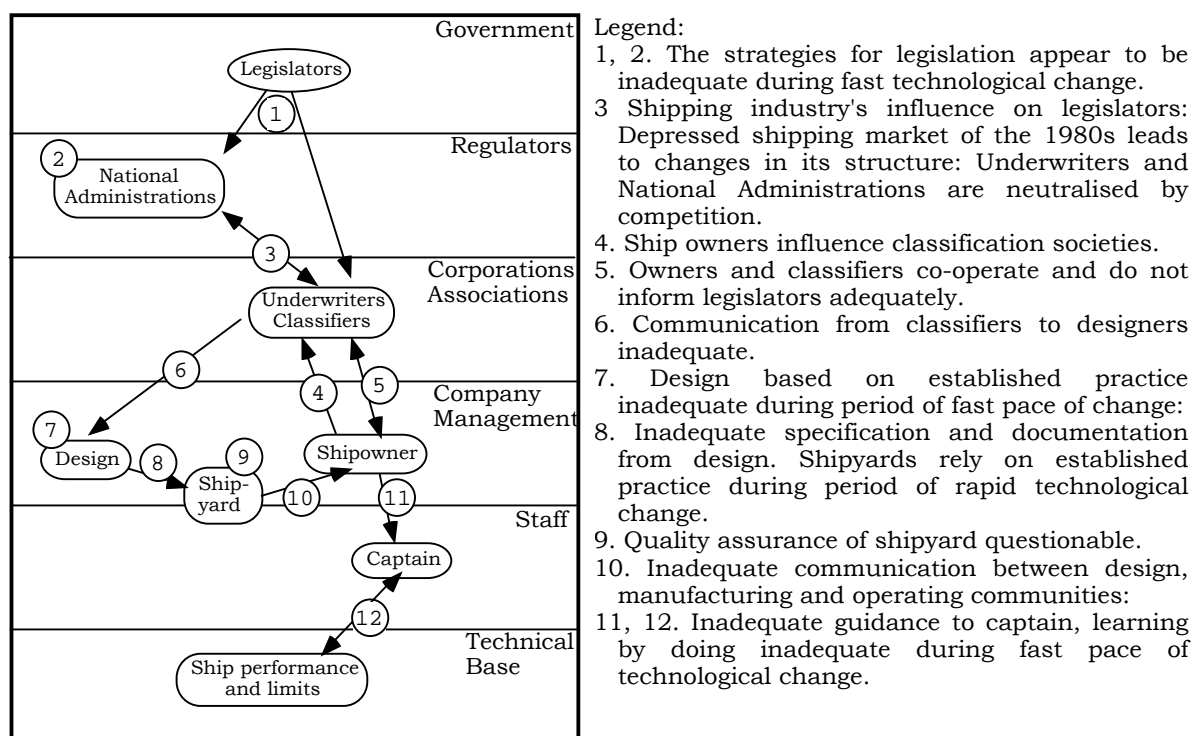 Government
Legislators
1
Regulators
2
National
Administrations
3
Corporations
Associations
Underwriters
Classifiers
6
4
5
Company
Management
7
Design
8
9
Ship-
yard
10
Shipowner
11
Staff
Captain
12
Technical
Base
Ship performance
and limits
Legend:
1, 2. The strategies for legislation appear to be
inadequate during fast technological change.
3 Shipping industry's influence on legislators:
Depressed shipping market of the 1980s leads
to changes in its structure: Underwriters and
National Administrations are neutralised by
competition.
4. Ship owners influence classification societies.
5. Owners and classifiers co-operate and do not
inform legislators adequately.
6. Communication from classifiers to designers
inadequate.
7. Design based on established practice
inadequate during period of fast pace of change:
8. Inadequate specification and documentation
from design. Shipyards rely on established
practice during period of rapid technological
change.
9. Quality assurance of shipyard questionable.
10. Inadequate communication between design,
manufacturing and operating communities:
11, 12. Inadequate guidance to captain, learning
by doing inadequate during fast pace of
technological change.